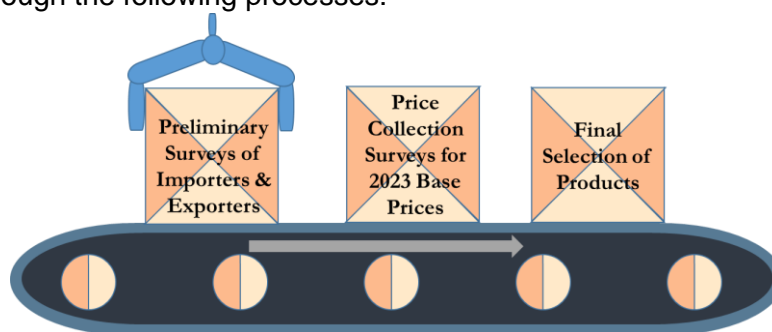 through the following processes:
Preliminary
Surveys of
Importers &
Exporters
Price
Collection
Surveys for
2023 Base
Prices
Final
Selection of
Products